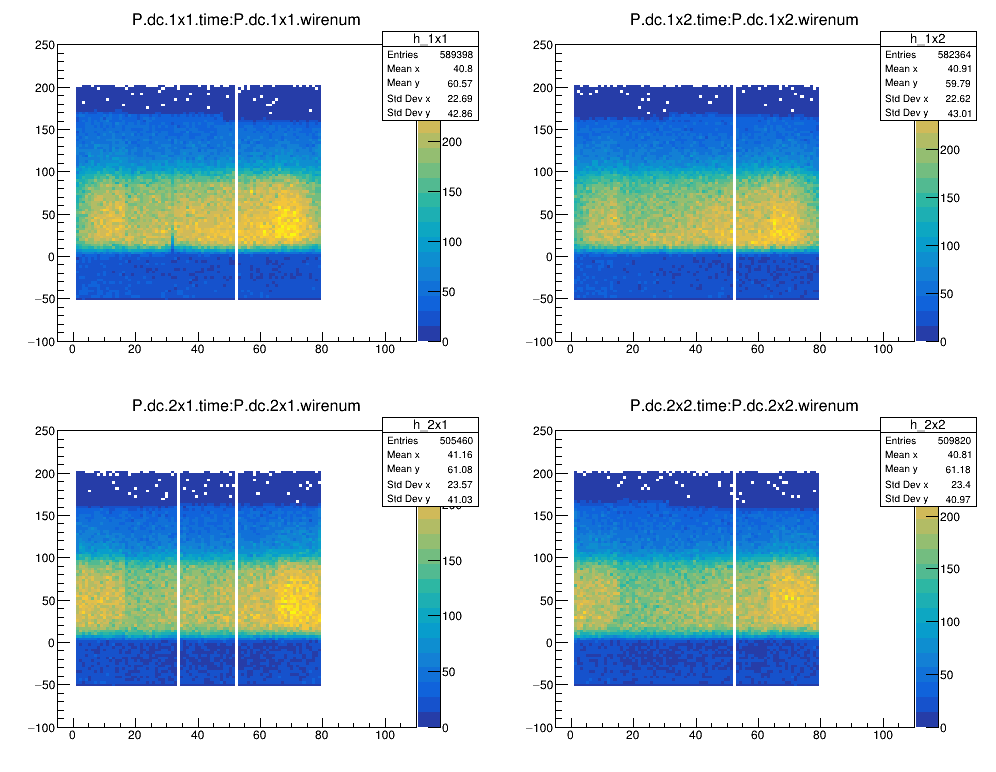 P.dc.1x1.time:P.dc.1x1.wirenum
h_1x1
Entries 589398
Mean x 40.8
Mean y 60.57
Std Dev x 22.69
Std Dev y 42.86
250
200
150
100
50
0
−50
−100
0 20 40 60 80 100
200
150
100
50
0
P.dc.1x2.time:P.dc.1x2.wirenum
h_1x2
Entries 582364
Mean x 40.91
Mean y 59.79
Std Dev x 22.62
Std Dev y 43.01
250
200
150
100
50
0
−50
−100
0 20 40 60 80 100
200
150
100
50
0
P.dc.2x1.time:P.dc.2x1.wirenum
h_2x1
Entries 505460
Mean x 41.16
Mean y 61.08
Std Dev x 23.57
Std Dev y 41.03
250
200
150
100
50
0
−50
−100
0 20 40 60 80 100
200
150
100
50
0
P.dc.2x2.time:P.dc.2x2.wirenum
h_2x2
Entries 509820
Mean x 40.81
Mean y 61.18
Std Dev x 23.4
Std Dev y 40.97
250
200
150
100
50
0
−50
−100
0 20 40 60 80 100
200
150
100
50
0